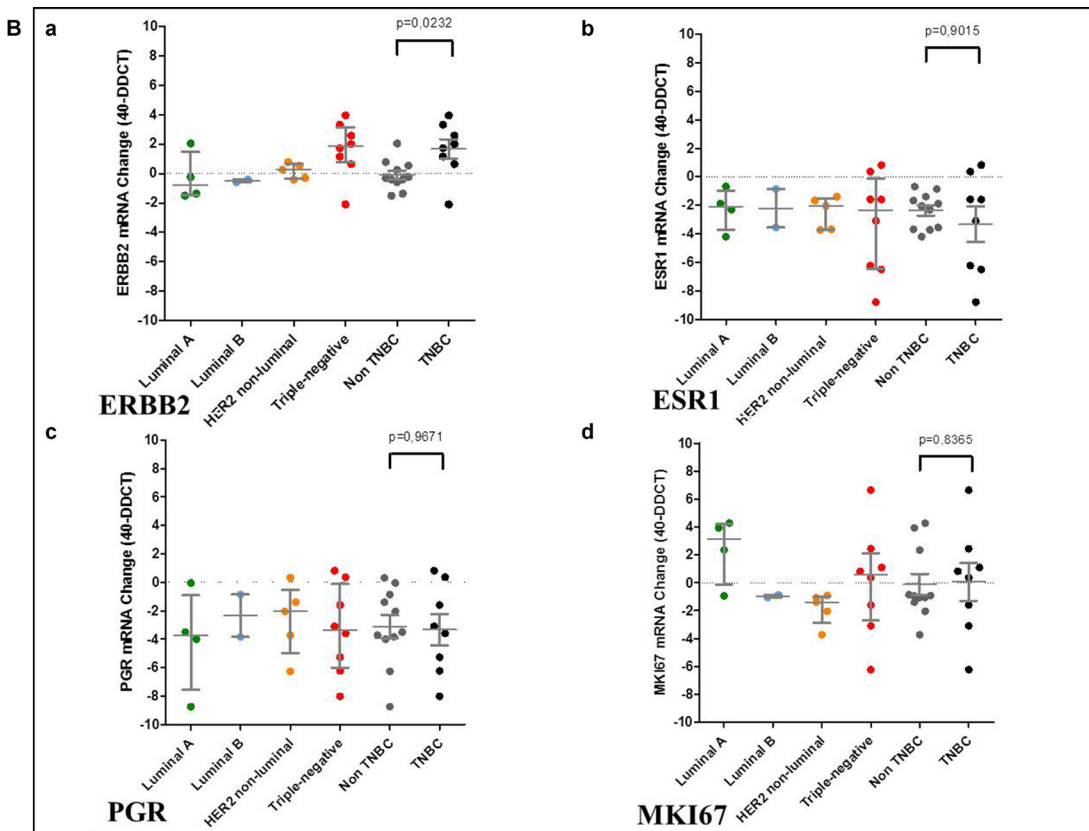 B
a
p=0,0232
10
8
6
4
2
0
-2
-4
-6
-8
-10
ERBB2 mRNA Change (40-DDCT)
Luminal A
Luminal B
HER2 non-luminal
Triple-negative
Non TNBC
TNBC
ERBB2
b
p=0,9015
10
8
6
4
2
0
-2
-4
-6
-8
-10
ESR1 mRNA Change (40-DDCT)
Luminal A
Luminal B
HER2 non-luminal
Triple-negative
Non TNBC
TNBC
ESR1
c
p=0,9671
10
8
6
4
2
0
-2
-4
-6
-8
-10
PGR mRNA Change (40-DDCT)
Luminal A
Luminal B
HER2 non-luminal
Triple-negative
Non TNBC
TNBC
PGR
d
p=0,8365
10
8
6
4
2
0
-2
-4
-6
-8
-10
MKI67 mRNA Change (40-DDCT)
Luminal A
Luminal B
HER2 non-luminal
Triple-negative
Non TNBC
TNBC
MKI67